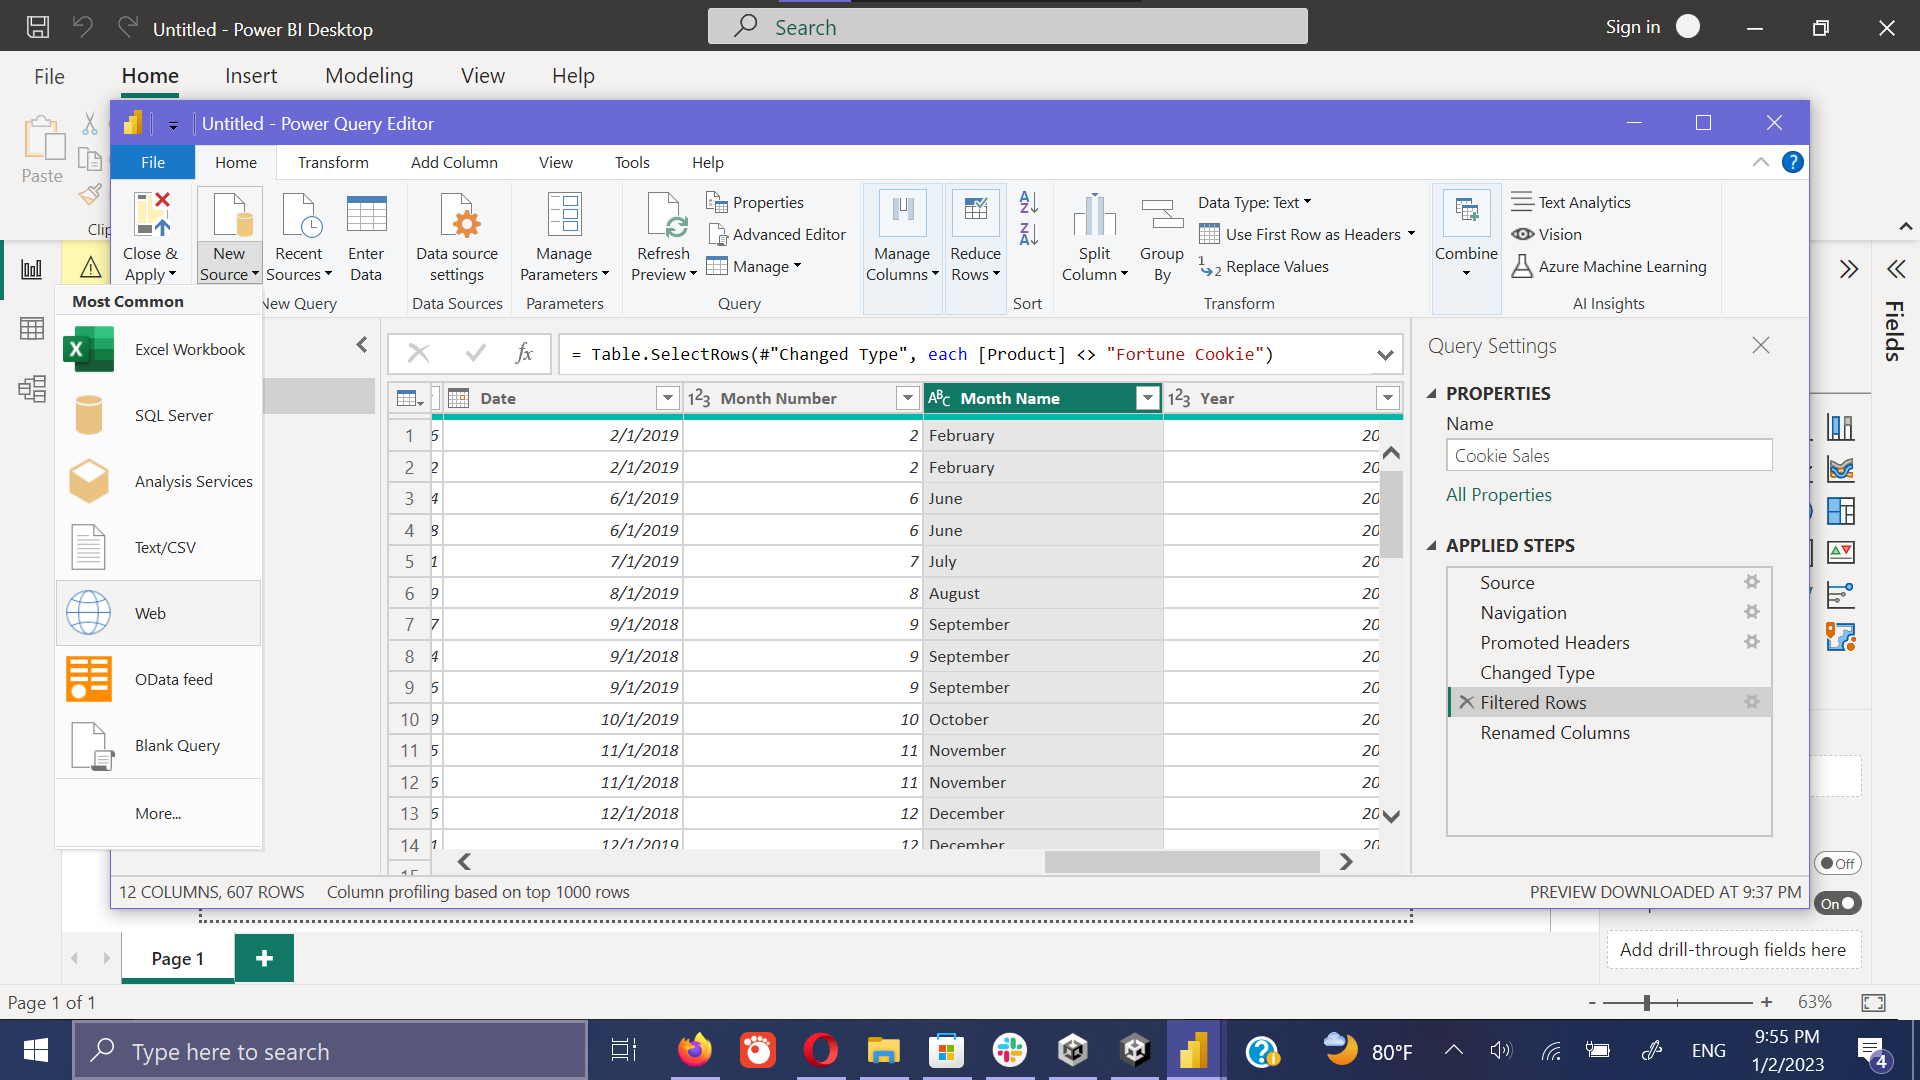 Untitled - Power BI Desktop
Search
Sign in
File
Home
Insert
Modeling
View
Help
Paste
Untitled - Power Query Editor
File
Home
Transform
Add Column
View
Tools
Help
Close & Apply
New Source
Recent Sources
Enter Data
New Query
Data source settings
Data Sources
Manage Parameters
Parameters
Refresh Preview
Properties
Advanced Editor
Manage
Query
Manage Columns
Reduce Rows
Sort
Split Column
Group By
Data Type: Text
Use First Row as Headers
Replace Values
Transform
Combine
Text Analytics
Vision
Azure Machine Learning
AI Insights
Most Common
Excel Workbook
SQL Server
Analysis Services
Text/CSV
Web
OData feed
Blank Query
More...
= Table.SelectRows(#"Changed Type", each [Product] <> "Fortune Cookie")
Date
Month Number
Month Name
Year
1 6 2/1/2019 2 February 20
2 2 2/1/2019 2 February 20
3 4 6/1/2019 6 June 20
4 8 6/1/2019 6 June 20
5 1 7/1/2019 7 July 20
6 9 8/1/2019 8 August 20
7 7 9/1/2018 9 September 20
8 4 9/1/2018 9 September 20
9 6 9/1/2019 9 September 20
10 9 10/1/2019 10 October 20
11 5 11/1/2018 11 November 20
12 6 11/1/2018 11 November 20
13 6 12/1/2018 12 December 20
14 1 12/1/2019 12 December 20
Query Settings
PROPERTIES
Name
Cookie Sales
All Properties
APPLIED STEPS
Source
Navigation
Promoted Headers
Changed Type
Filtered Rows
Renamed Columns
Fields
Off
On
12 COLUMNS, 607 ROWS
Column profiling based on top 1000 rows
PREVIEW DOWNLOADED AT 9:37 PM
Add drill-through fields here
Page 1
Page 1 of 1
- + 63%
Type here to search
80°F
ENG
9:55 PM
1/2/2023
4